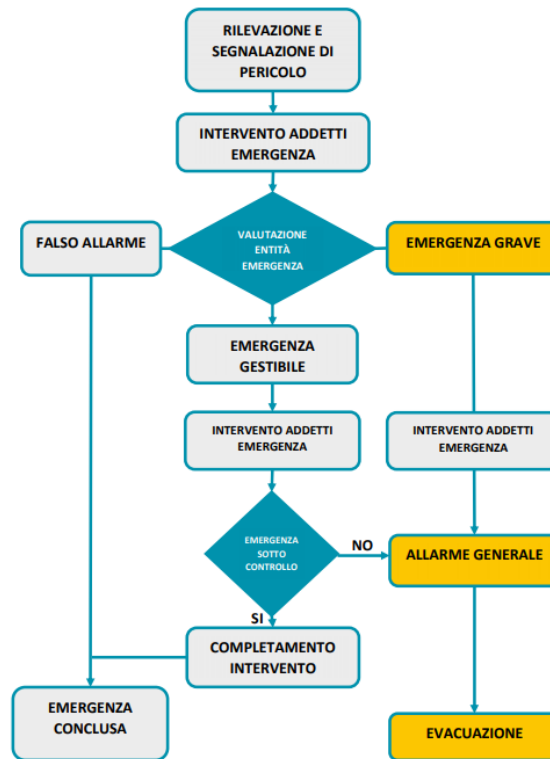 RILEVAZIONE E
SEGNALAZIONE DI
PERICOLO
INTERVENTO ADDETTI
EMERGENZA
FALSO ALLARME
VALUTAZIONE
ENTITÀ
EMERGENZA
EMERGENZA GRAVE
EMERGENZA
GESTIBILE
INTERVENTO ADDETTI
EMERGENZA
INTERVENTO ADDETTI
EMERGENZA
EMERGENZA
SOTTO
CONTROLLO
NO
ALLARME GENERALE
SI
COMPLETAMENTO
INTERVENTO
EMERGENZA
CONCLUSA
EVACUAZIONE